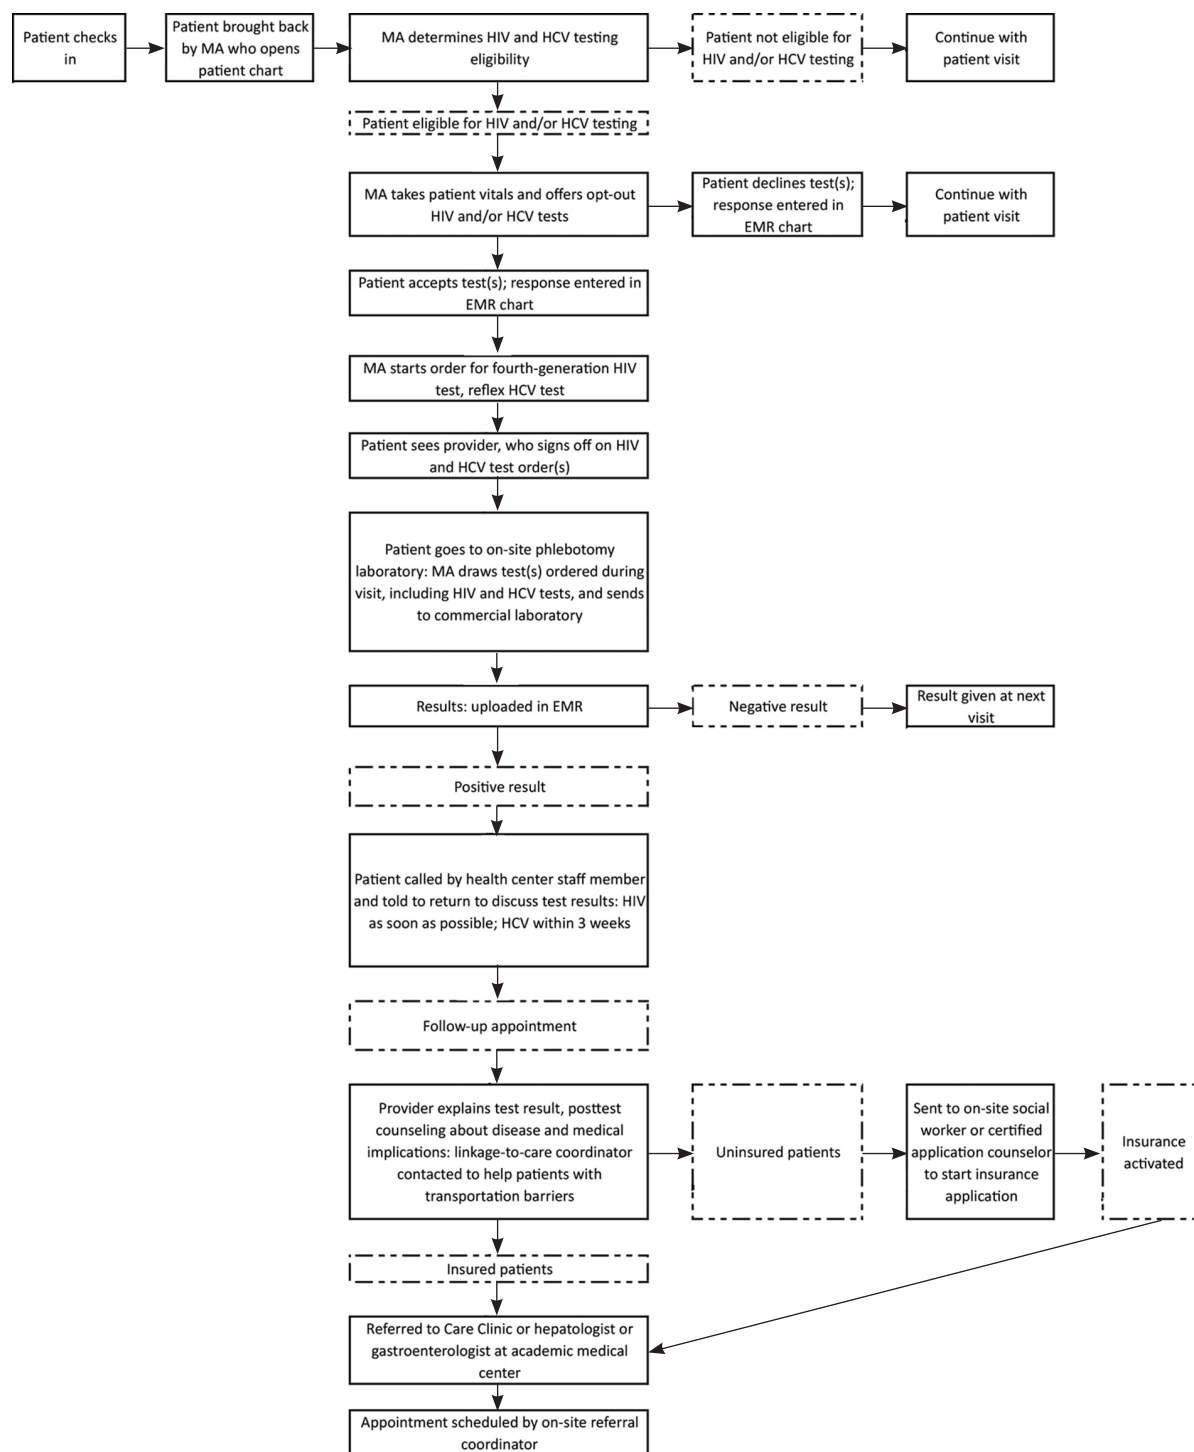 Patient checks
in
Patient brought back
by MA who opens
patient chart
MA determines HIV and HCV testing
eligibility
Patient not eligible for
HIV and/or HCV testing
Continue with
patient visit
Patient eligible for HIV and/or HCV testing
MA takes patient vitals and offers opt-out
HIV and/or HCV tests
Patient declines test(s);
response entered in
EMR chart
Continue with
patient visit
Patient accepts test(s); response entered in
EMR chart
MA starts order for fourth-generation HIV
test, reflex HCV test
Patient sees provider, who signs off on HIV
and HCV test order(s)
Patient goes to on-site phlebotomy
laboratory: MA draws test(s) ordered during
visit, including HIV and HCV tests, and sends
to commercial laboratory
Results: uploaded in EMR
Negative result
Result given at next
visit
Positive result
Patient called by health center staff member
and told to return to discuss test results: HIV
as soon as possible; HCV within 3 weeks
Follow-up appointment
Provider explains test result, posttest
counseling about disease and medical
implications: linkage-to-care coordinator
contacted to help patients with
transportation barriers
Uninsured patients
Sent to on-site social
worker or certified
application counselor
to start insurance
application
Insurance
activated
Insured patients
Referred to Care Clinic or hepatologist or
gastroenterologist at academic medical
center
Appointment scheduled by on-site referral
coordinator